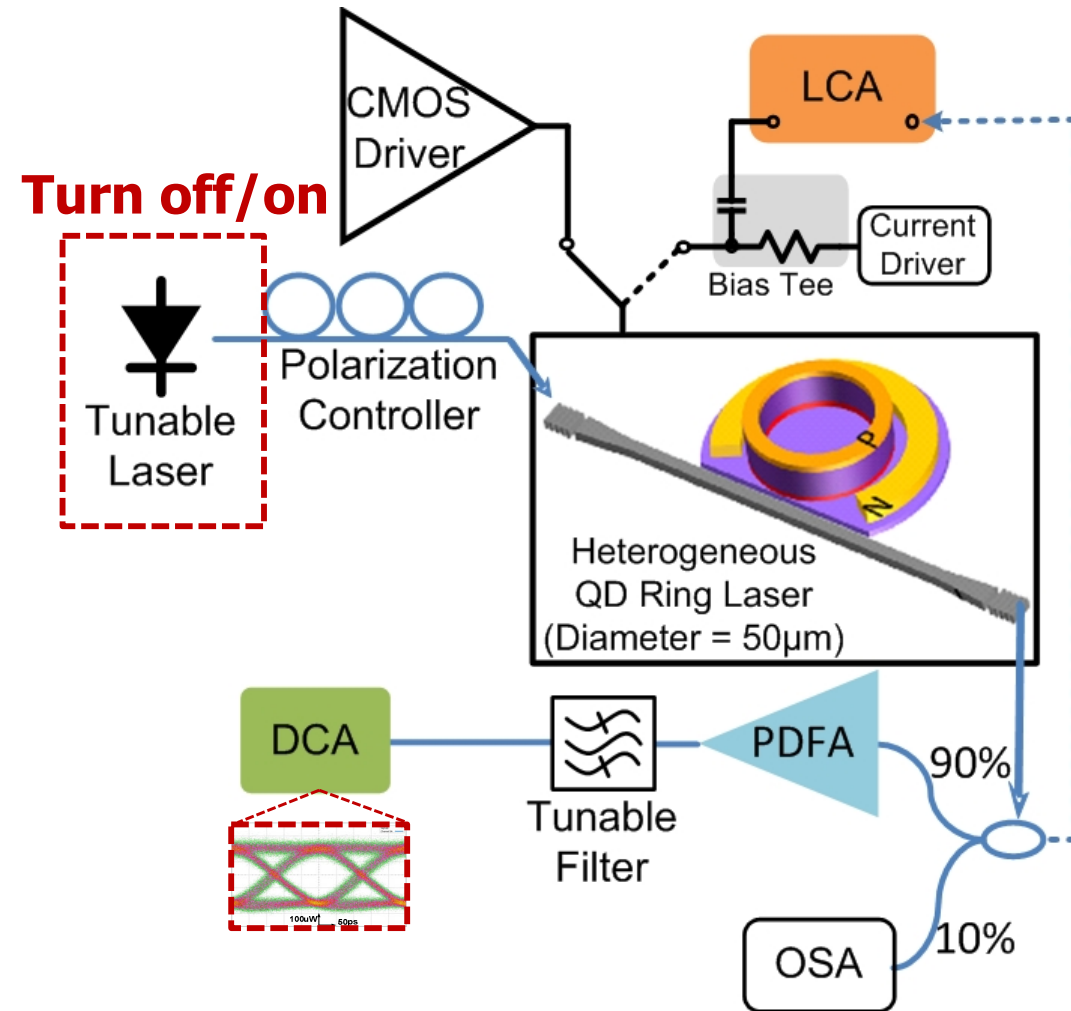 CMOS
Driver
LCA
Turn off/on
Current
Driver
Bias Tee
Polarization
Controller
Tunable
Laser
P
N
Heterogeneous
QD Ring Laser
(Diameter = 50μm)
DCA
PDFA
90%
Tunable
Filter
100uW
50ps
10%
OSA